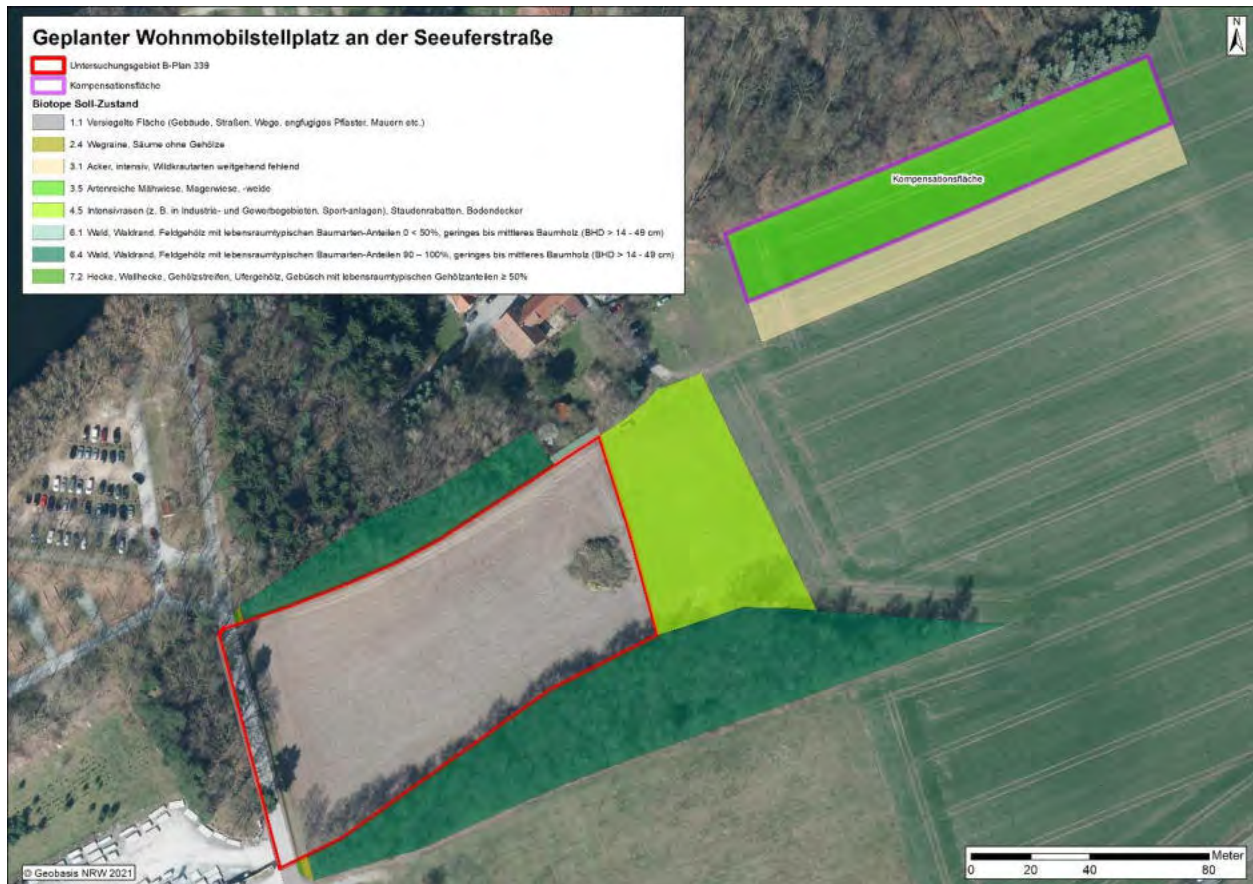 Geplanter Wohnmobilstellplatz an der Seeuferstraße
Untersuchungsgebiet B-Plan 339
Kompensationsfläche
Biotope Soll-Zustand
1.1 Versiegelte Fläche (Gebäude, Straßen, Wege, engfugiges Pflaster, Mauern etc.)
2.4 Wegraine, Säume ohne Gehölze
3.1 Acker, intensiv, Wildkrautarten weitgehend fehlend
3.5 Artenreiche Mähwiese, Magerwiese, -weide
4.5 Intensivrasen (z. B. in Industrie- und Gewerbegebieten, Sport-anlagen), Staudenrabatten, Bodendecker
6.1 Wald, Waldrand, Feldgehölz mit lebensraumtypischen Baumarten-Anteilen 0 < 50%, geringes bis mittleres Baumholz (BHD > 14 - 49 cm)
6.4 Wald, Waldrand, Feldgehölz mit lebensraumtypischen Baumarten-Anteilen 90 – 100%, geringes bis mittleres Baumholz (BHD > 14 - 49 cm)
7.2 Hecke, Wallhecke, Gehölzstreifen, Ufergehölz, Gebüsch mit lebensraumtypischen Gehölzanteilen ≥ 50%
N
Kompensationsfläche
© Geobasis NRW 2021
Meter
0 20 40 80